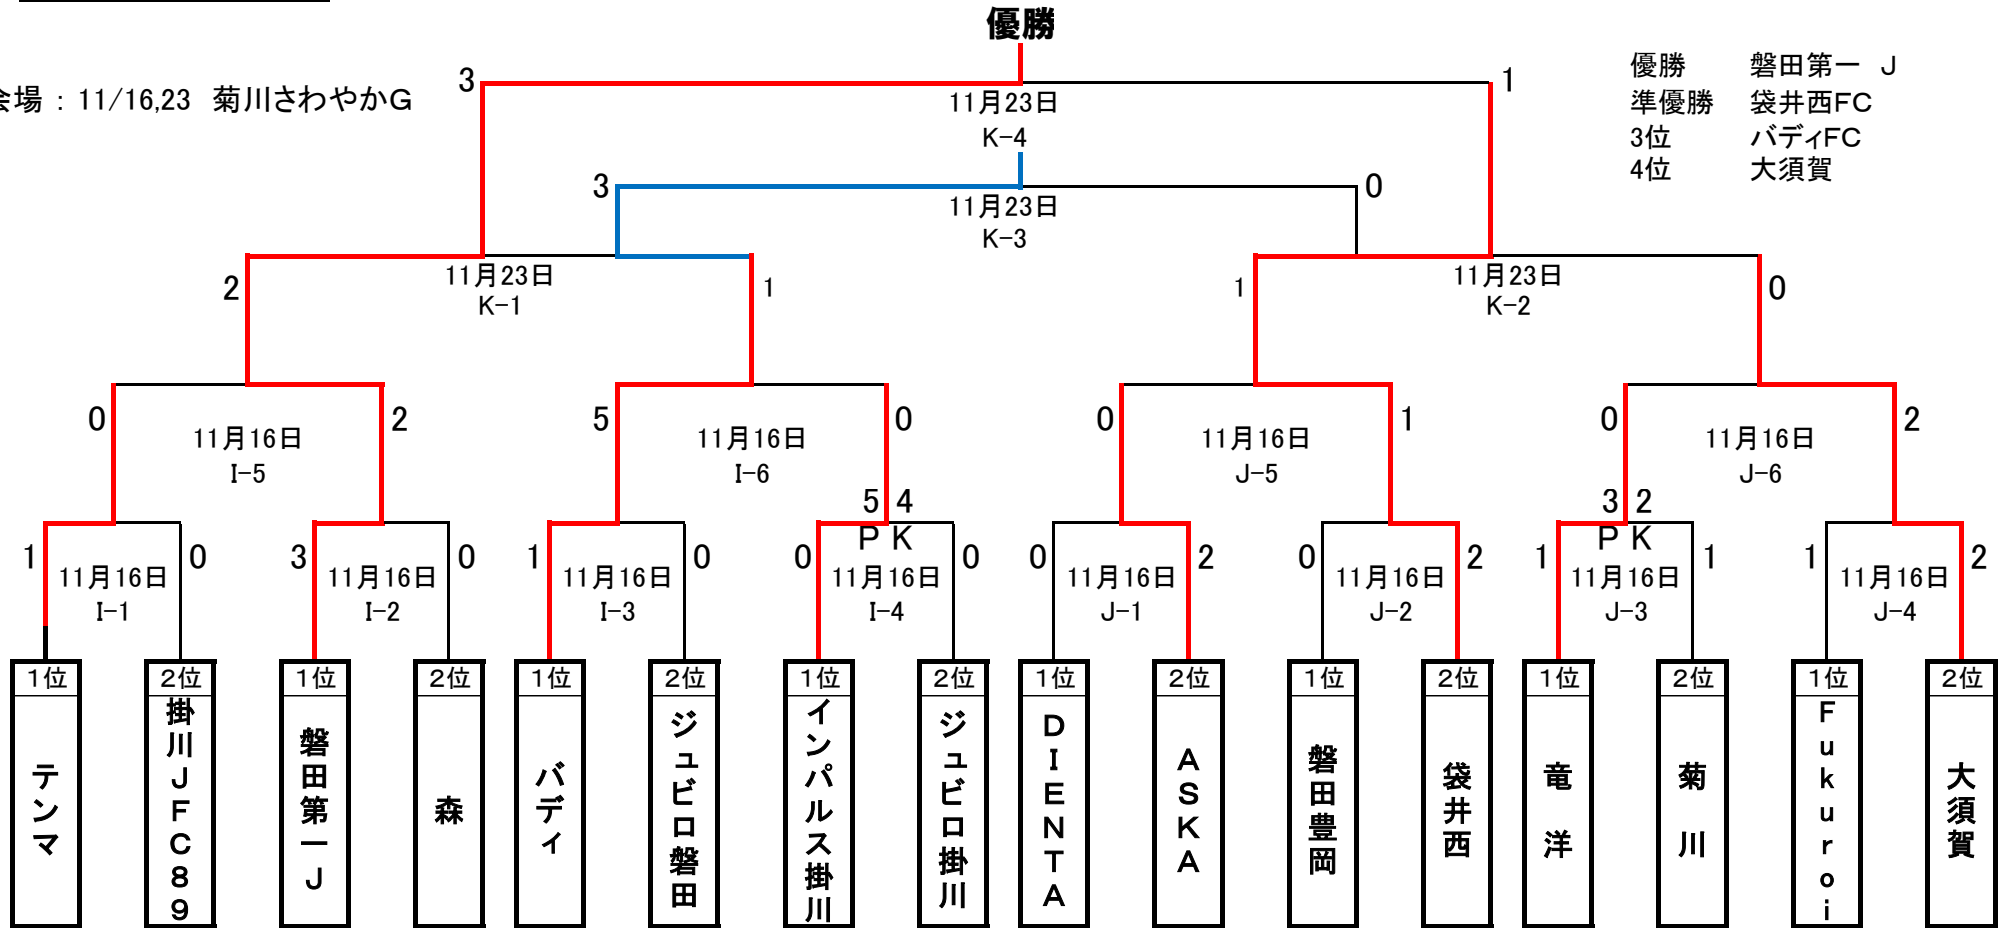 優勝
会場 : 11/16,23 菊川さわやかG
優勝 磐田第一 J
準優勝 袋井西FC
3位 バディFC
4位 大須賀
3 1
11月23日
K-4
3 0
11月23日
K-3
2 1 1 0
11月23日 11月23日
K-1 K-2
0 2 5 0 0 1 0 2
11月16日 11月16日 11月16日 11月16日
I-5 I-6 J-5 J-6
5 4 3 2
PK PK
1 0 3 0 1 0 0 0 0 2 0 2 1 1 1 2
11月16日 11月16日 11月16日 11月16日 11月16日 11月16日 11月16日 11月16日
I-1 I-2 I-3 I-4 J-1 J-2 J-3 J-4
1位 2位 1位 2位 1位 2位 1位 2位 1位 2位 1位 2位 1位 2位 1位 2位
テンマ
掛川JFC89
磐田第一J
森
バディ
ジュビロ磐田
インパルス掛川
ジュビロ掛川
DIENTA
ASKA
磐田豊岡
袋井西
竜洋
菊川
Fukuroi
大須賀